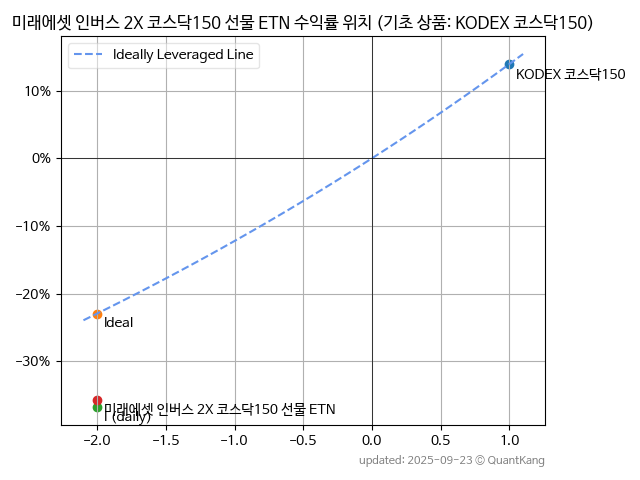 미래에셋 인버스 2X 코스닥150 선물 ETN 수익률 위치 (기초 상품: KODEX 코스닥150)
Ideally Leveraged Line
KODEX 코스닥150
10%
0%
−10%
−20%
−30%
Ideal
미래에셋 인버스 2X 코스닥150 선물 ETN
(daily)
−2.0 −1.5 −1.0 −0.5 0.0 0.5 1.0
updated: 2025-09-23 © QuantKang